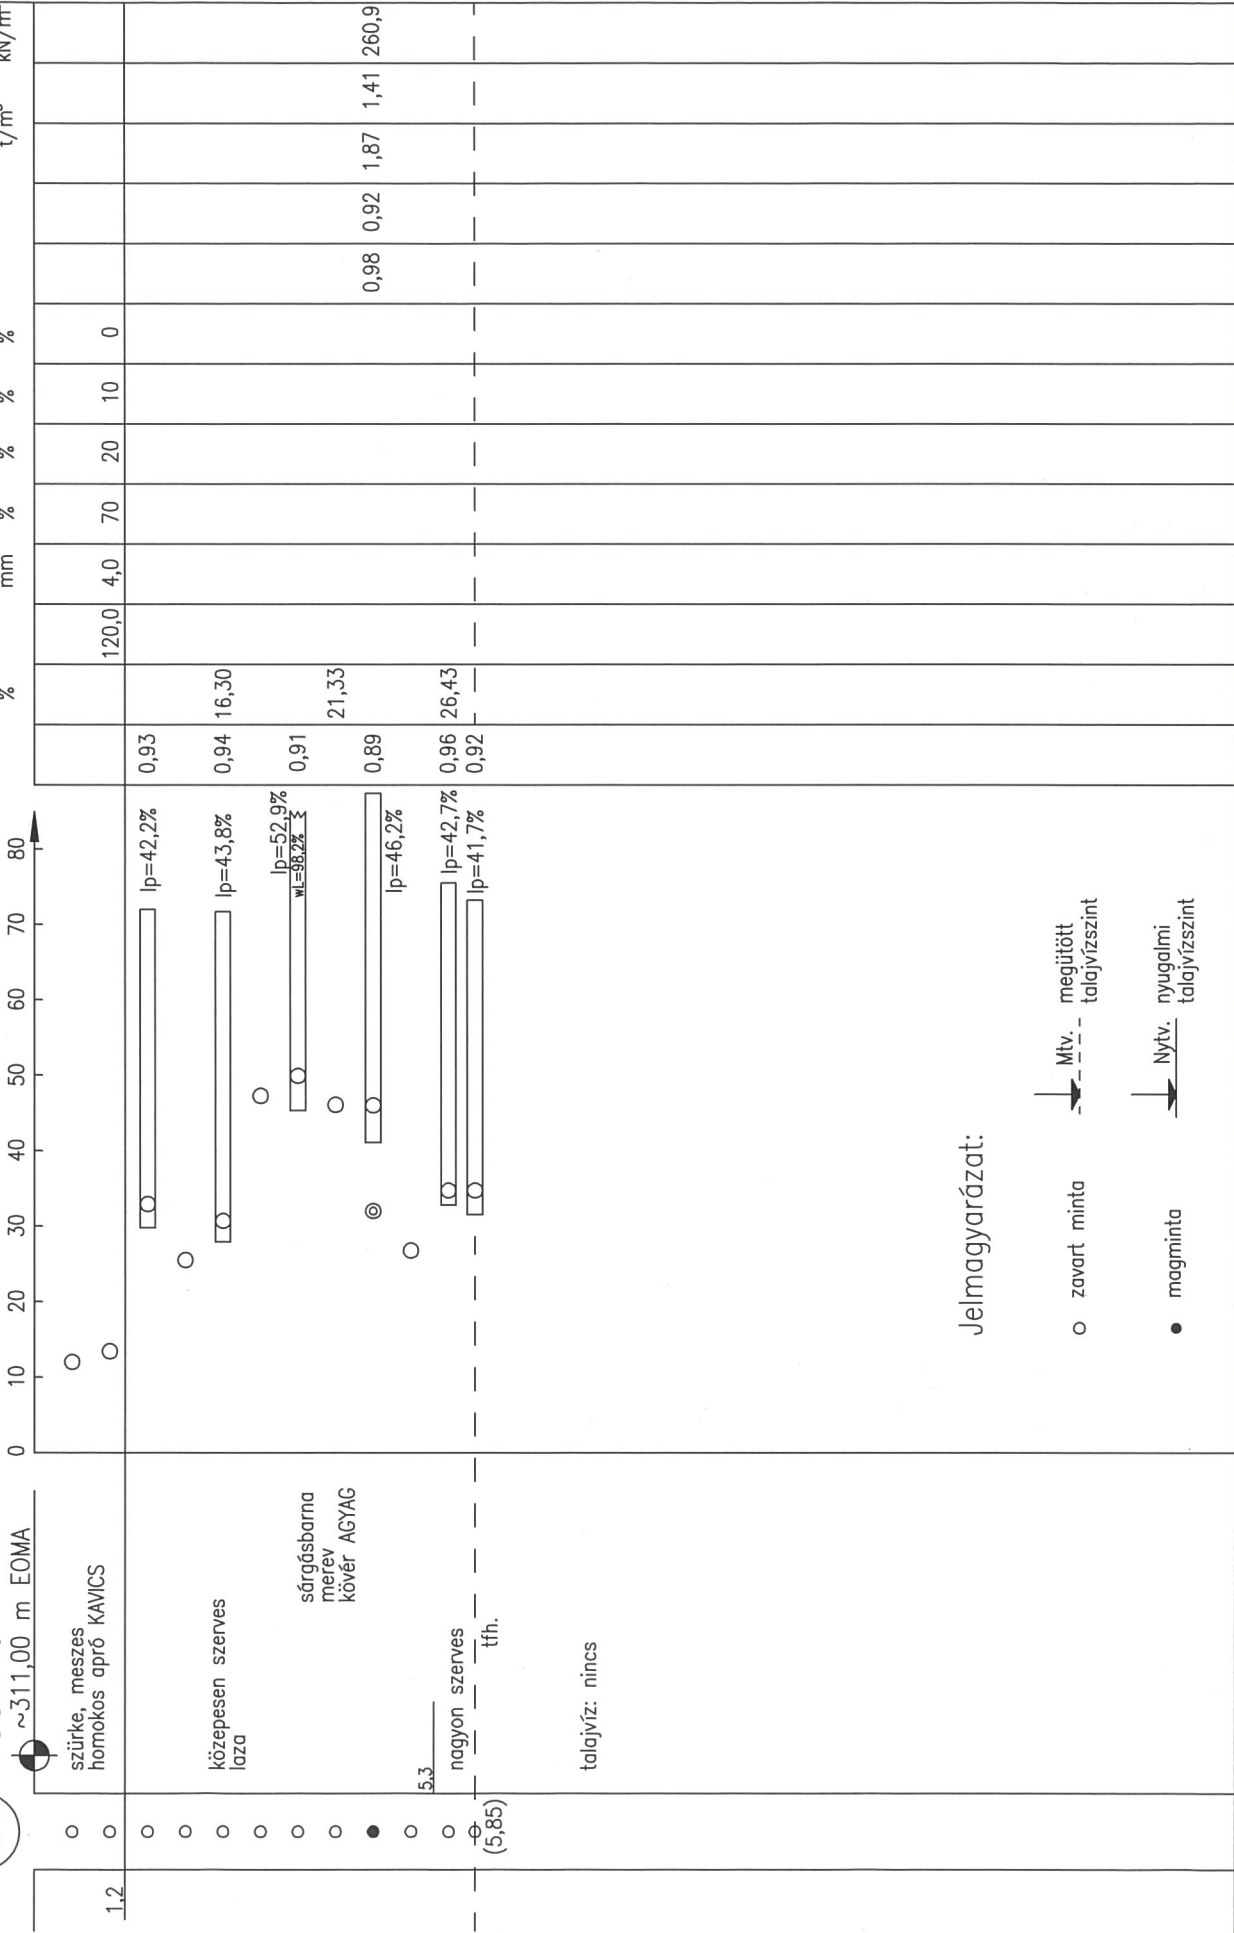 ~311,00 m EOMA
0 10 20 30 40 50 60 70 80
%
mm
%
%
%
%
t/m³
kN/m
szürke, meszes
homokos apró KAVICS
120,0 4,0 70 20 10 0
1,2
Ip=42,2% 0,93
közepesen szerves
laza
Ip=43,8% 0,94 16,30
Ip=52,9%
wL=98,2%
0,91
sárgásbarna
merev
kövér AGYAG
21,33
0,89 0,98 0,92 1,87 1,41 260,9
Ip=46,2%
5,3
nagyon szerves
Ip=42,7% 0,96 26,43
Ip=41,7% 0,92
tfh.
(5,85)
talajvíz: nincs
Jelmagyarázat:
zavart minta
Mtv. megütött
talajvízszint
magminta
Nytv. nyugalmi
talajvízszint